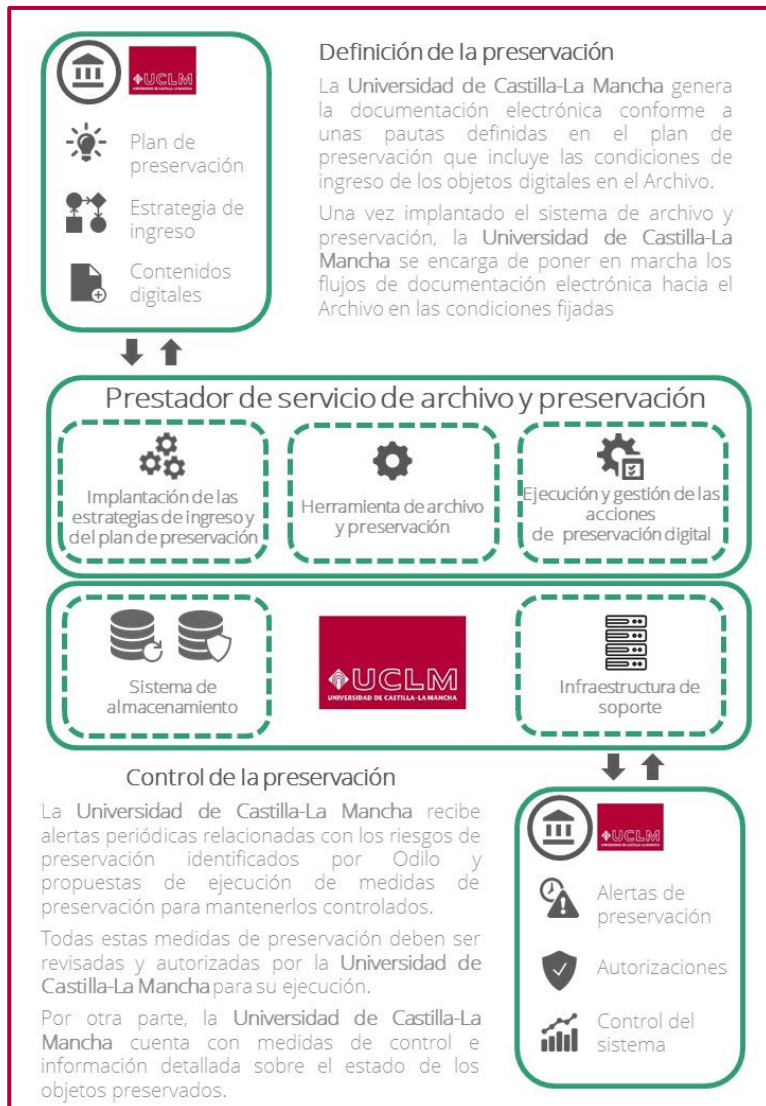 UCLM
UNIVERSIDAD DE CASTILLA-LA MANCHA
Plan de
preservación
Estrategia de
ingreso
Contenidos
digitales
Definición de la preservación
La Universidad de Castilla-La Mancha genera
la documentación electrónica conforme a
unas pautas definidas en el plan de
preservación que incluye las condiciones de
ingreso de los objetos digitales en el Archivo.
Una vez implantado el sistema de archivo y
preservación, la Universidad de Castilla-La
Mancha se encarga de poner en marcha los
flujos de documentación electrónica hacia el
Archivo en las condiciones fijadas
Prestador de servicio de archivo y preservación
Implantación de las
estrategias de ingreso y
del plan de preservación
Herramienta de archivo
y preservación
Ejecución y gestión de las
acciones
de preservación digital
Sistema de
almacenamiento
UCLM
UNIVERSIDAD DE CASTILLA-LA MANCHA
Infraestructura de
soporte
Control de la preservación
La Universidad de Castilla-La Mancha recibe
alertas periódicas relacionadas con los riesgos de
preservación identificados por Odilo y
propuestas de ejecución de medidas de
preservación para mantenerlos controlados.
Todas estas medidas de preservación deben ser
revisadas y autorizadas por la Universidad de
Castilla-La Mancha para su ejecución.
Por otra parte, la Universidad de Castilla-La
Mancha cuenta con medidas de control e
información detallada sobre el estado de los
objetos preservados.
UCLM
UNIVERSIDAD DE CASTILLA-LA MANCHA
Alertas de
preservación
Autorizaciones
Control del
sistema